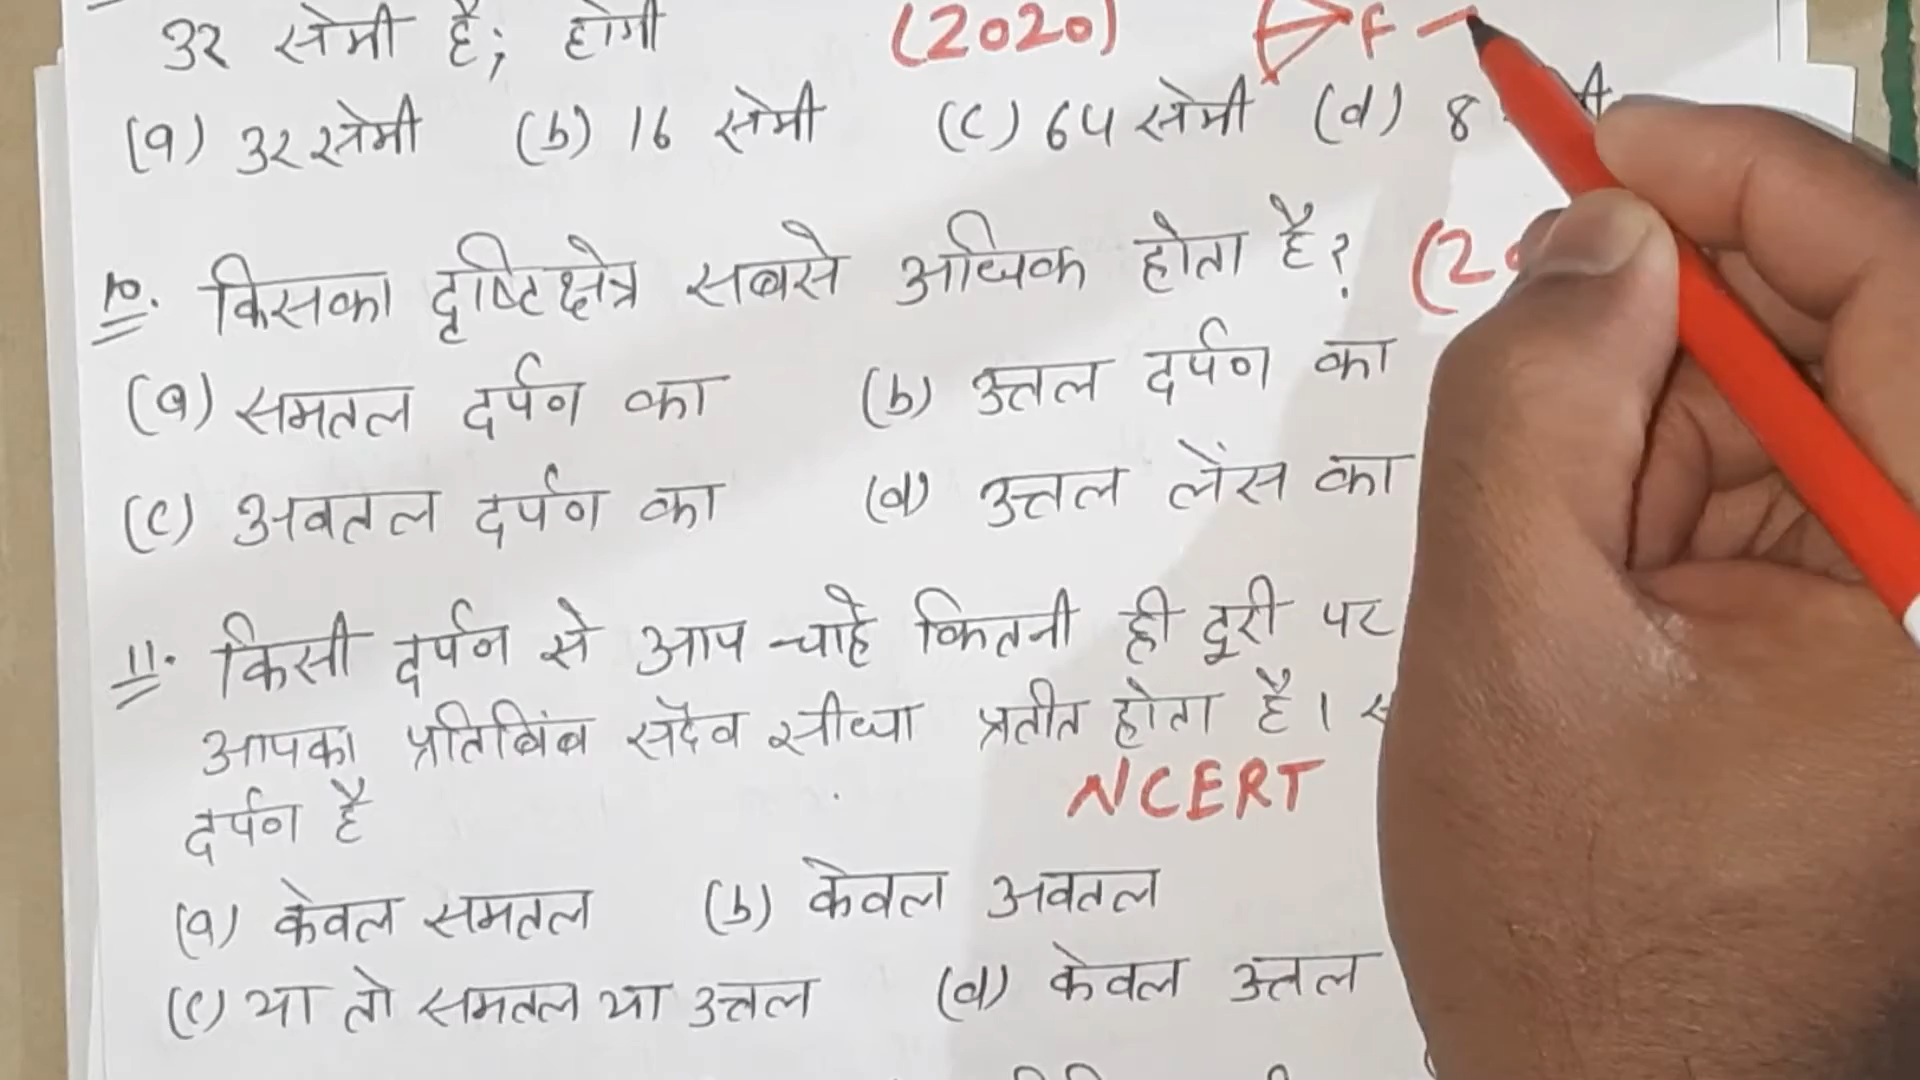 32 सेमी है; होगी (2020) F
(a) 32 सेमी (b) 16 सेमी (c) 64 सेमी (d) 8
10. किसका दृष्टिक्षेत्र सबसे अधिक होता है?
(a) समतल दर्पण का (b) उत्तल दर्पण का
(c) अवतल दर्पण का (d) उत्तल लेंस का
11. किसी दर्पन से आप चाहे कितनी ही दूरी पर
आपका प्रतिबिंब सदैव सीधा प्रतीत होता है।
दर्पण है NCERT
(a) केवल समतल (b) केवल अवतल
(c) या तो समतल या उत्तल (d) केवल उत्तल